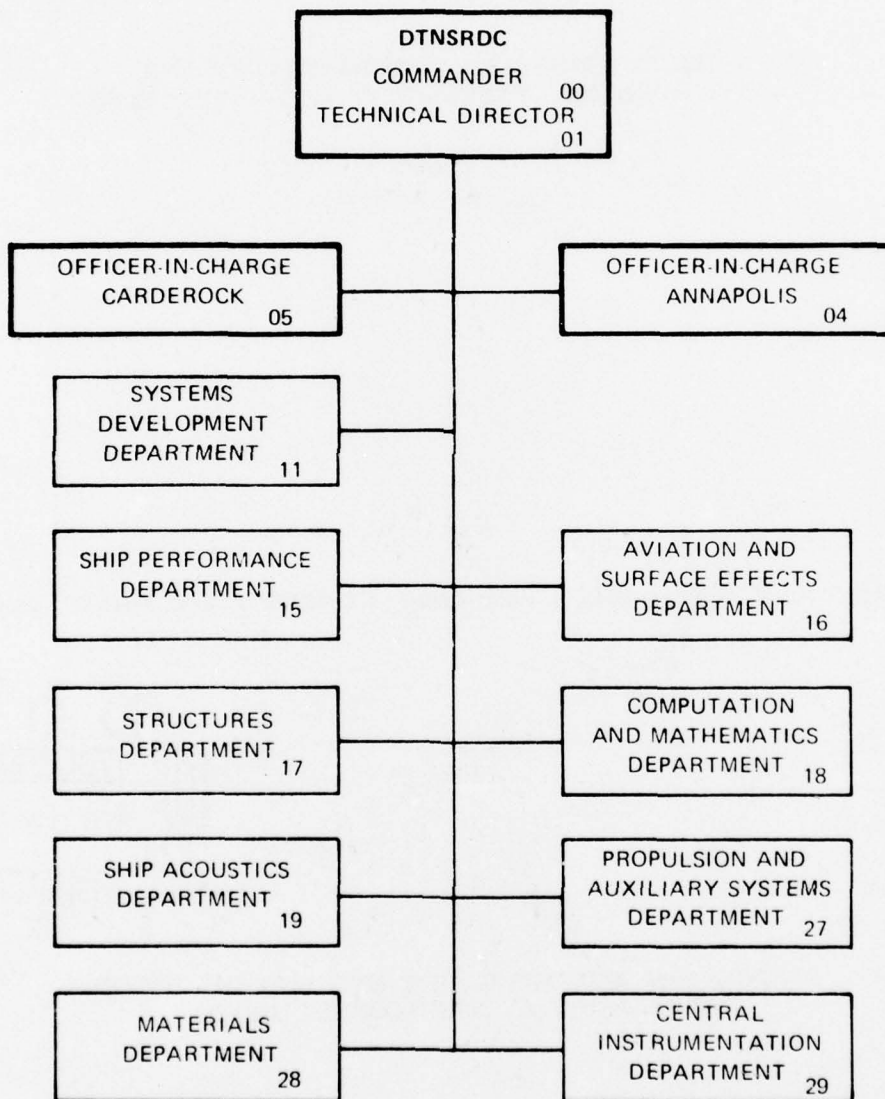 DTNSRDC
COMMANDER
00
TECHNICAL DIRECTOR
01
OFFICER-IN-CHARGE
CARDEROCK
05
OFFICER-IN-CHARGE
ANNAPOLIS
04
SYSTEMS
DEVELOPMENT
DEPARTMENT
11
SHIP PERFORMANCE
DEPARTMENT
15
AVIATION AND
SURFACE EFFECTS
DEPARTMENT
16
STRUCTURES
DEPARTMENT
17
COMPUTATION
AND MATHEMATICS
DEPARTMENT
18
SHIP ACOUSTICS
DEPARTMENT
19
PROPULSION AND
AUXILIARY SYSTEMS
DEPARTMENT
27
MATERIALS
DEPARTMENT
28
CENTRAL
INSTRUMENTATION
DEPARTMENT
29